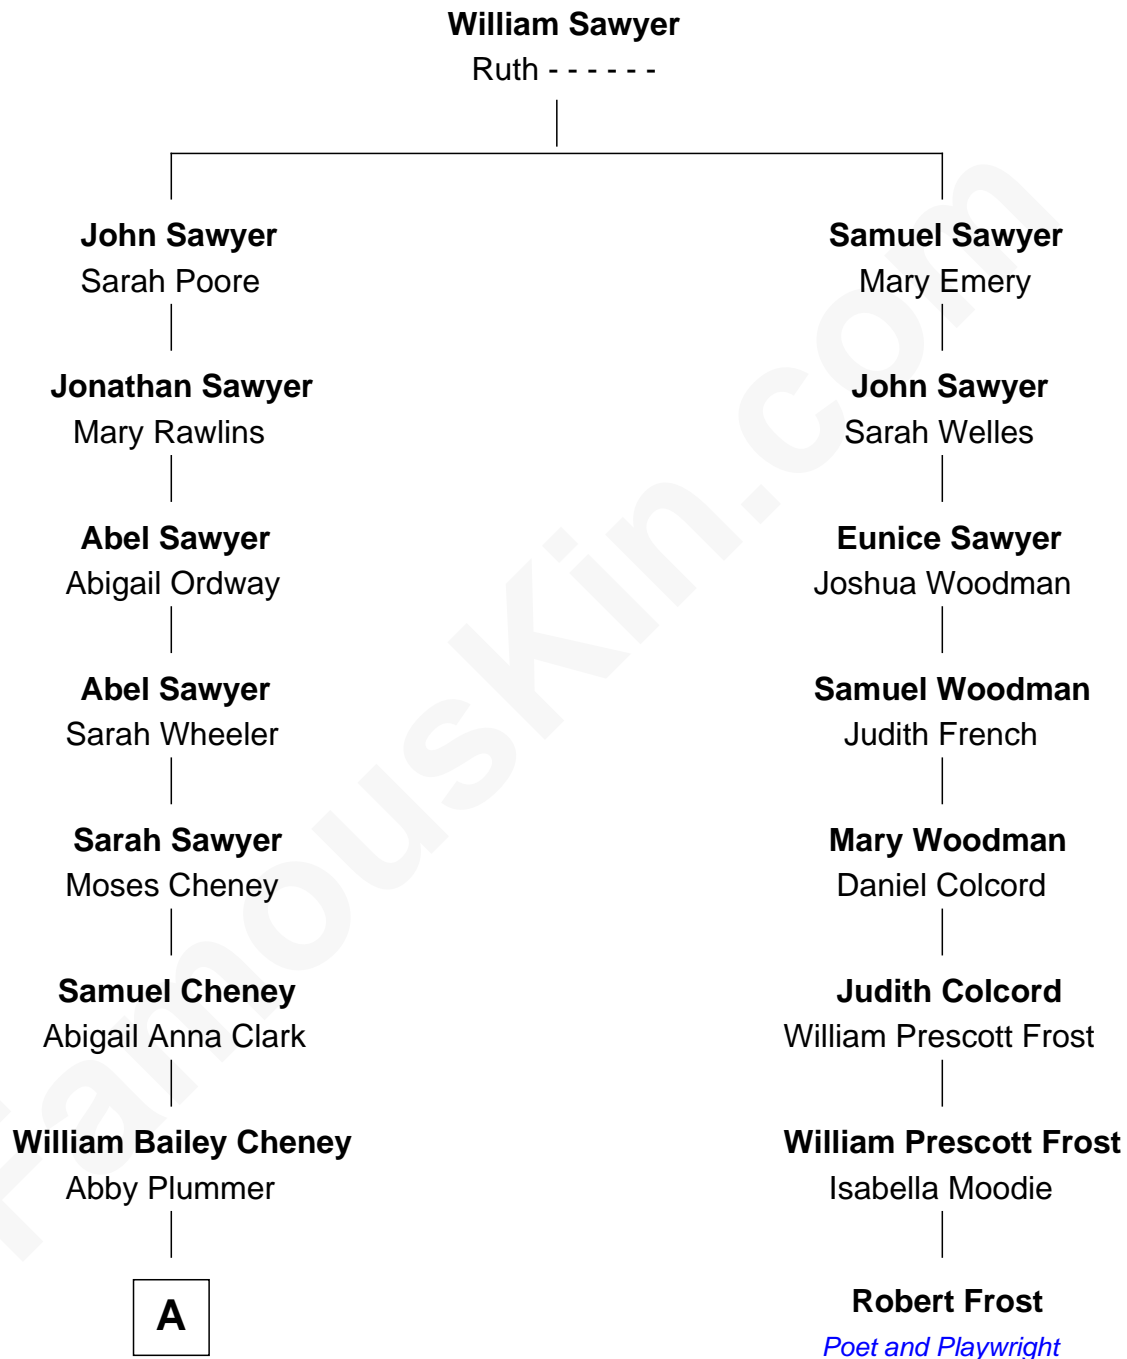 William Sawyer
Ruth - - - - - -
John Sawyer
Sarah Poore
Samuel Sawyer
Mary Emery
Jonathan Sawyer
Mary Rawlins
John Sawyer
Sarah Welles
Abel Sawyer
Abigail Ordway
Eunice Sawyer
Joshua Woodman
Abel Sawyer
Sarah Wheeler
Samuel Woodman
Judith French
Sarah Sawyer
Moses Cheney
Mary Woodman
Daniel Colcord
Samuel Cheney
Abigail Anna Clark
Judith Colcord
William Prescott Frost
William Bailey Cheney
Abby Plummer
William Prescott Frost
Isabella Moodie
A
Robert Frost
Poet and Playwright
FamousKin.com